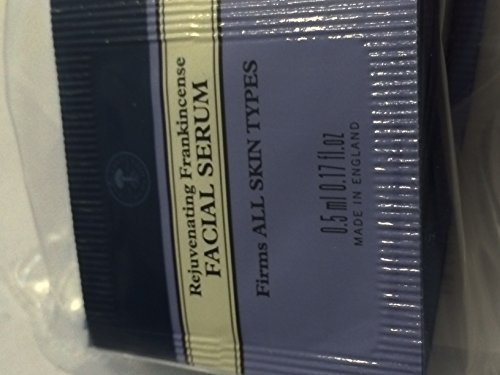 Rejuvenating Frankincense
FACIAL SERUM
Firms ALL SKIN TYPES
0.5 ml 0.17 fl.oz
MADE IN ENGLAND